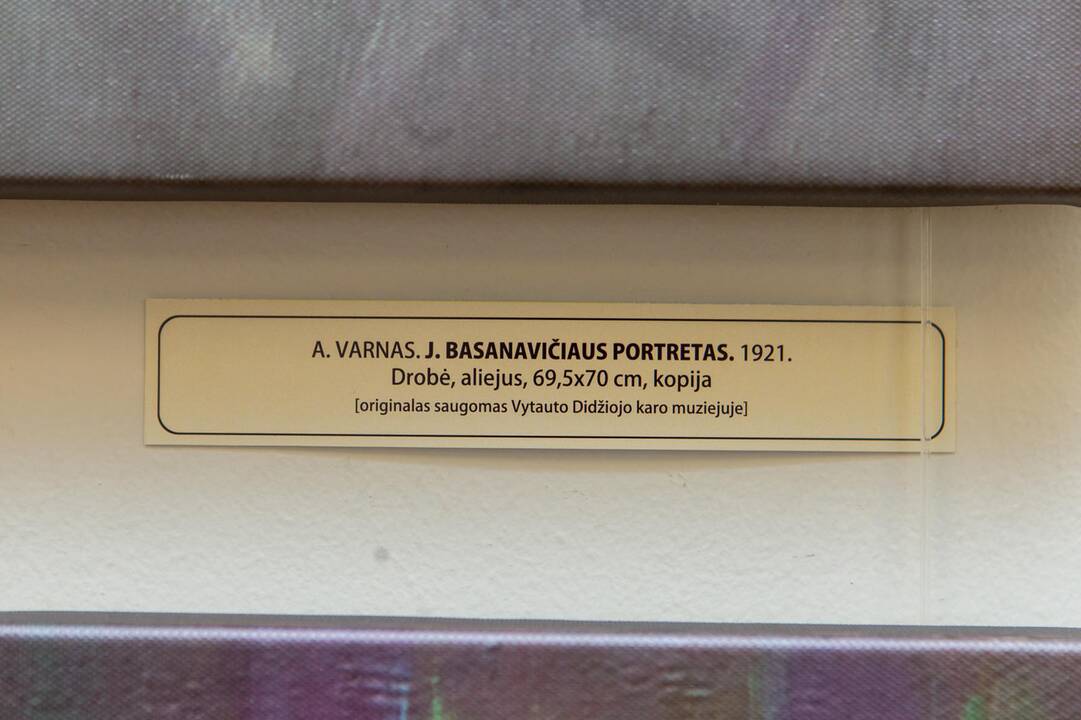 A. VARNAS. J. BASANAVIČIAUS PORTRETAS. 1921.
Drobė, aliejus, 69,5x70 cm, kopija
[originalas saugomas Vytauto Didžiojo karo muziejuje]